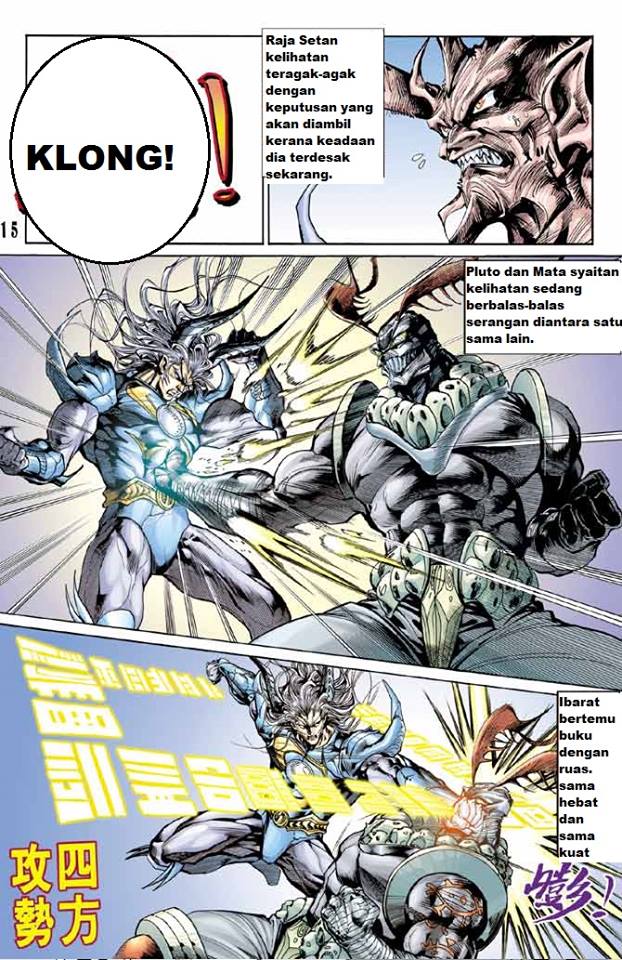 KLONG!
!
Raja Setan
kelihatan
teragak-agak
dengan
keputusan yang
akan diambil
kerana keadaan
dia terdesak
sekarang.
15
Pluto dan Mata syaitan
kelihatan sedang
berbalas-balas
serangan diantara satu
sama lain.
Ibarat
bertemu
buku
dengan
ruas.
sama
hebat
dan
sama
kuat
四方
攻勢
!